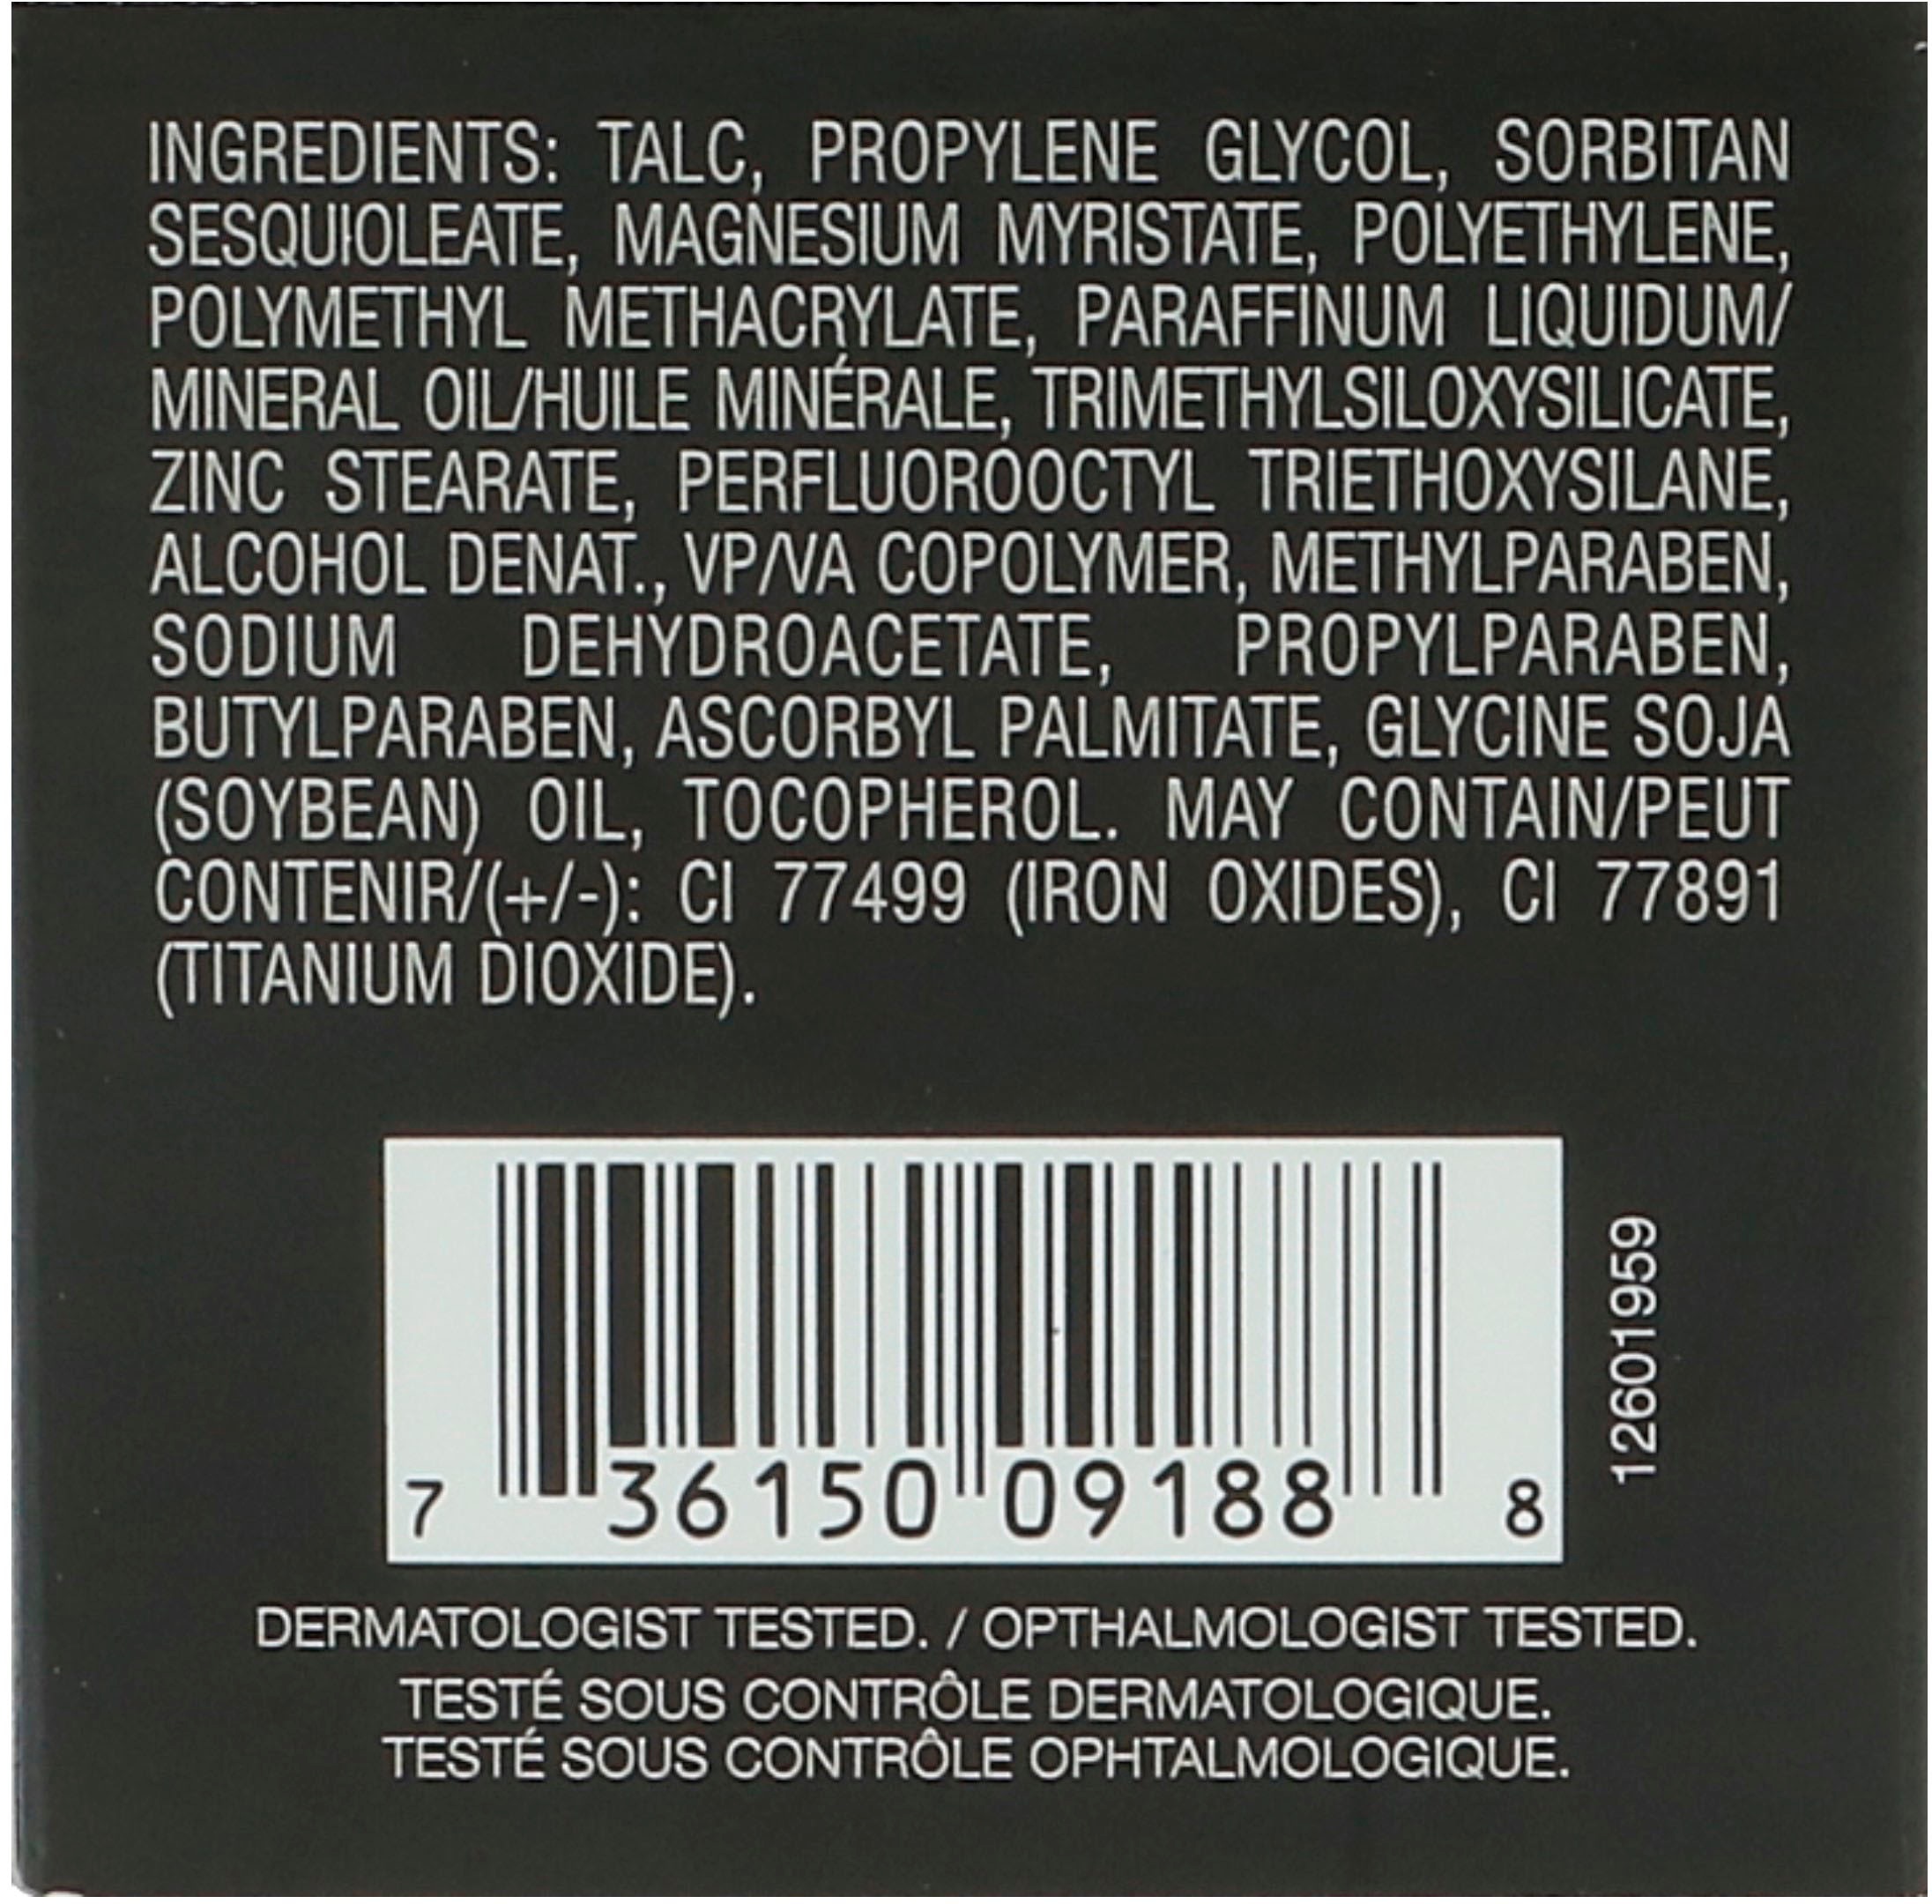 INGREDIENTS: TALC, PROPYLENE GLYCOL, SORBITAN
SESQUIOLEATE, MAGNESIUM MYRISTATE, POLYETHYLENE,
POLYMETHYL METHACRYLATE, PARAFFINUM LIQUIDUM/
MINERAL OIL/HUILE MINÉRALE, TRIMETHYLSILOXYSILICATE,
ZINC STEARATE, PERFLUOROOCTYL TRIETHOXYSILANE,
ALCOHOL DENAT., VP/VA COPOLYMER, METHYLPARABEN,
SODIUM DEHYDROACETATE, PROPYLPARABEN,
BUTYLPARABEN, ASCORBYL PALMITATE, GLYCINE SOJA
(SOYBEAN) OIL, TOCOPHEROL. MAY CONTAIN/PEUT
CONTENIR/(+/-): CI 77499 (IRON OXIDES), CI 77891
(TITANIUM DIOXIDE).
7 36150 09188 8
12601959
DERMATOLOGIST TESTED. / OPTHALMOLOGIST TESTED.
TESTÉ SOUS CONTRÔLE DERMATOLOGIQUE.
TESTÉ SOUS CONTRÔLE OPHTALMOLOGIQUE.